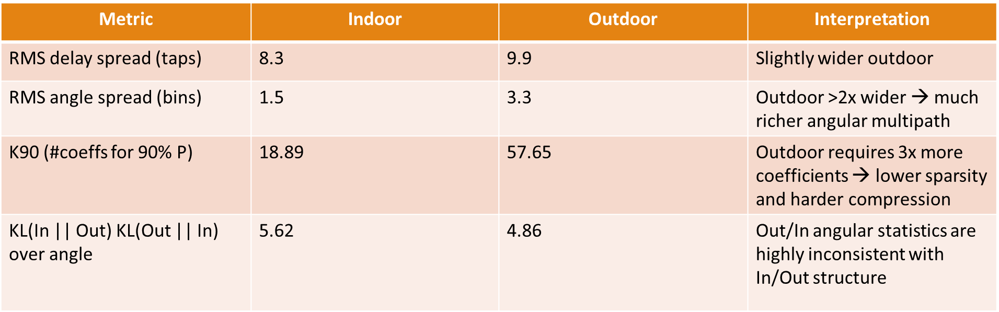 Metric Indoor Outdoor Interpretation
RMS delay spread (taps) 8.3 9.9 Slightly wider outdoor
RMS angle spread (bins) 1.5 3.3 Outdoor >2x wider → much
richer angular multipath
K90 (#coeffs for 90% P) 18.89 57.65 Outdoor requires 3x more
coefficients → lower sparsity
and harder compression
KL(In || Out) KL(Out || In) 5.62 4.86 Out/In angular statistics are
over angle highly inconsistent with
In/Out structure